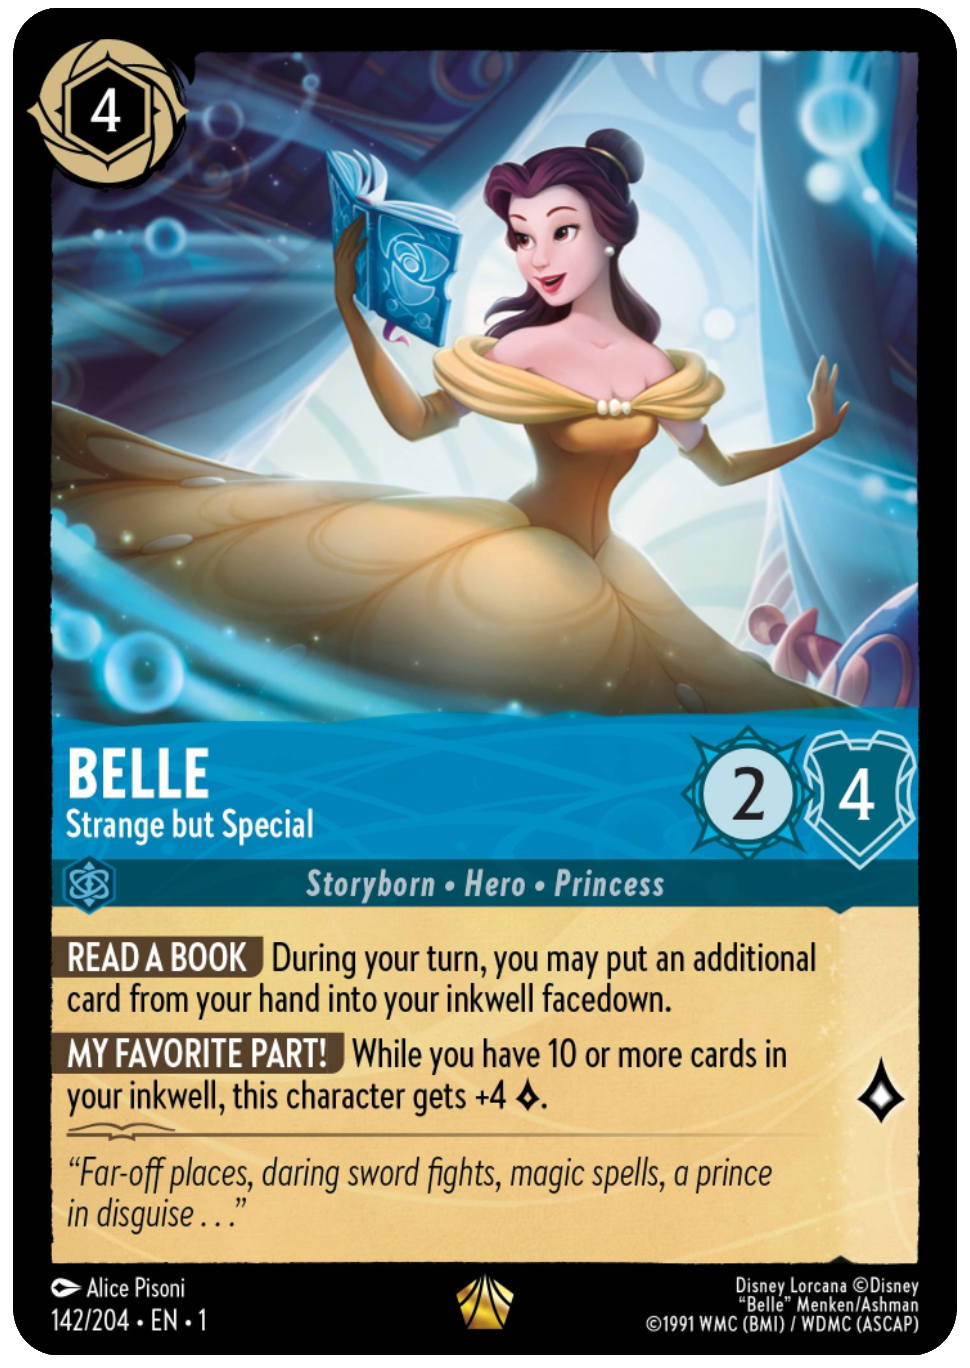 4
BELLE
Strange but Special
2
4
Storyborn • Hero • Princess
READ A BOOK During your turn, you may put an additional
card from your hand into your inkwell facedown.
MY FAVORITE PART! While you have 10 or more cards in
your inkwell, this character gets +4 .
“Far-off places, daring sword fights, magic spells, a prince
in disguise . . .”
Alice Pisoni
142/204 • EN • 1
Disney Lorcana ©Disney
“Belle” Menken/Ashman
©1991 WMC (BMI) / WDMC (ASCAP)